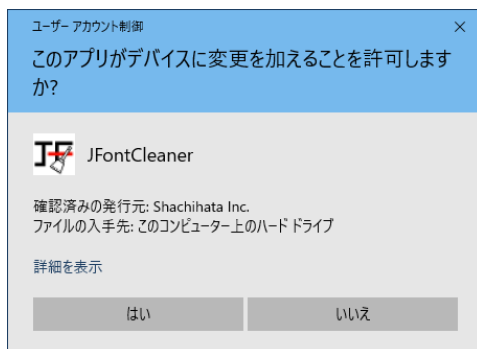 ユーザー アカウント制御
このアプリがデバイスに変更を加えることを許可します
か?
JF JFontCleaner
確認済みの発行元: Shachihata Inc.
ファイルの入手先: このコンピューター上のハード ドライブ
詳細を表示
はい いいえ